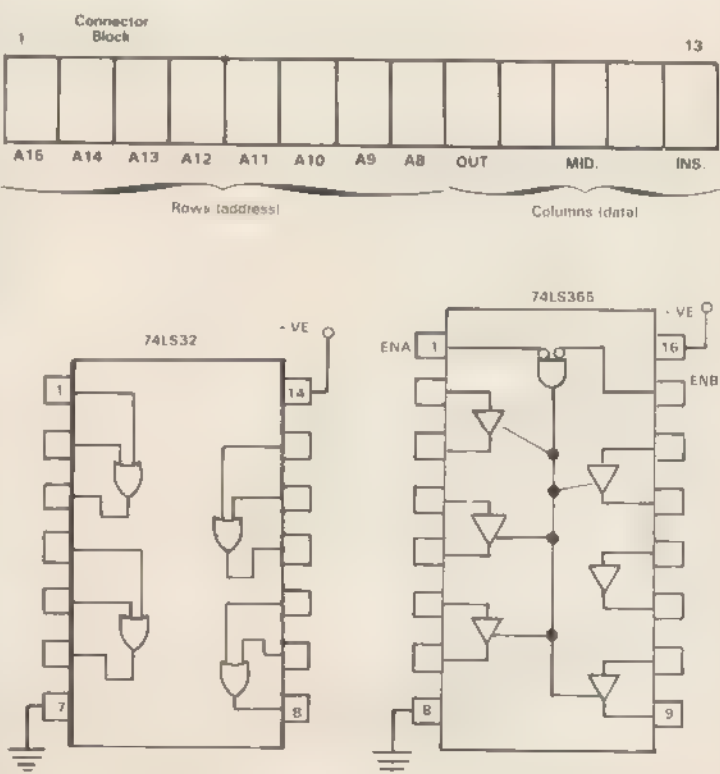 Connector
1 Block 13
A15 A14 A13 A12 A11 A10 A9 A8 OUT MID. INS.
Rows (address) Columns (data)
74LS32
- VE
1
14
7
8
74LS365
- VE
ENA 1
16
ENB
8
9